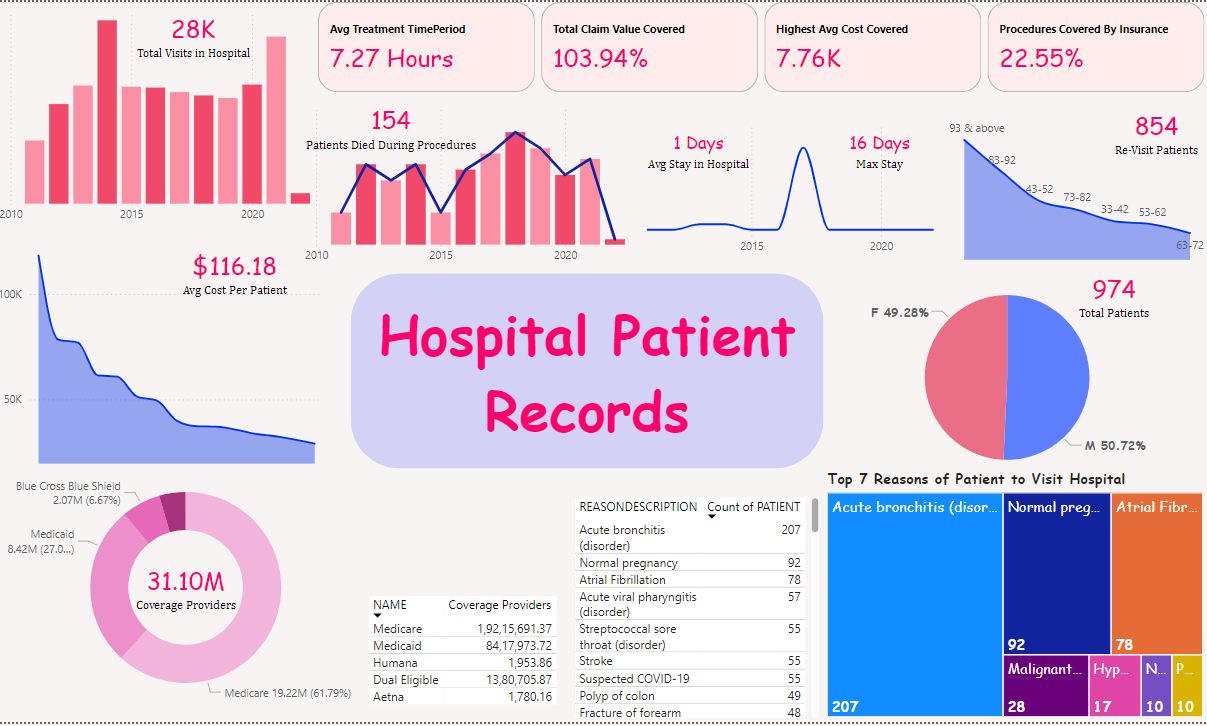 28K
Total Visits in Hospital
2010
2015
2020
Avg Treatment TimePeriod
7.27 Hours
Total Claim Value Covered
103.94%
Highest Avg Cost Covered
7.76K
Procedures Covered By Insurance
22.55%
154
Patients Died During Procedures
2010
2015
2020
1 Days
Avg Stay in Hospital
16 Days
Max Stay
2015
2020
854
Re-Visit Patients
93 & above
83-92
43-52
73-82
33-42
53-62
63-72
$116.18
Avg Cost Per Patient
100K
50K
Hospital Patient
Records
974
Total Patients
F 49.28%
M 50.72%
Blue Cross Blue Shield
2.07M (6.67%)
Medicaid
8.42M (27.0...)
31.10M
Coverage Providers
Medicare 19.22M (61.79%)
NAME Coverage Providers
Medicare 1,92,15,691.37
Medicaid 84,17,973.72
Humana 1,953.86
Dual Eligible 13,80,705.87
Aetna 1,780.16
REASONDESCRIPTION Count of PATIENT
Acute bronchitis 207
(disorder)
Normal pregnancy 92
Atrial Fibrillation 78
Acute viral pharyngitis 57
(disorder)
Streptococcal sore 55
throat (disorder)
Stroke 55
Suspected COVID-19 55
Polyp of colon 49
Fracture of forearm 48
Top 7 Reasons of Patient to Visit Hospital
Acute bronchitis (disor...
207
Normal preg...
92
Atrial Fibr...
78
Malignant...
28
Hyp...
17
N...
10
P...
10